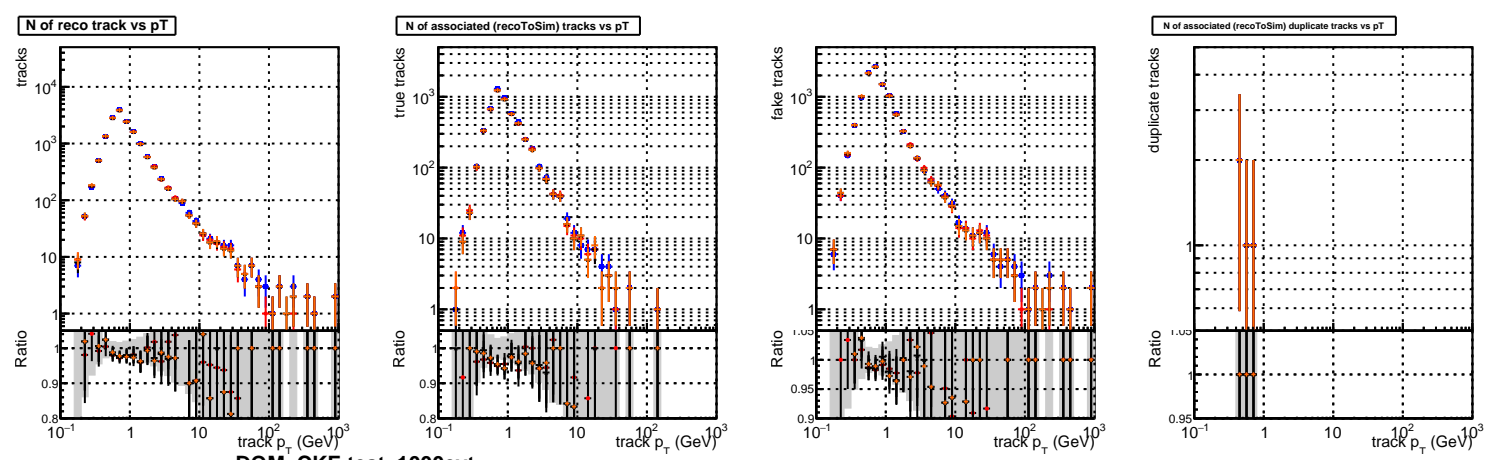 N of reco track vs pT
tracks
10^4
10^3
10^2
10
1
Ratio
1
0.9
0.8
10^-1 1 10 10^2 10^3
track p_T (GeV)
N of associated (recoToSim) tracks vs pT
true tracks
10^3
10^2
10
1
Ratio
1
0.9
0.8
10^-1 1 10 10^2 10^3
track p_T (GeV)
fake tracks
10^3
10^2
10
1
Ratio
1.05
1
0.95
0.9
10^-1 1 10 10^2 10^3
track p_T (GeV)
N of associated (recoToSim) duplicate tracks vs pT
duplicate tracks
1
Ratio
1.05
1
0.95
10^-1 1 10 10^2 10^3
track p_T (GeV)